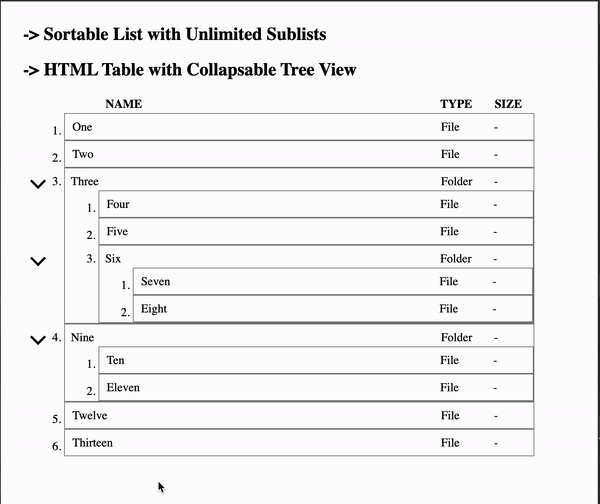 -> Sortable List with Unlimited Sublists
-> HTML Table with Collapsable Tree View
NAME TYPE SIZE
1. One File -
2. Two File -
3. Three Folder -
1. Four File -
2. Five File -
3. Six Folder -
1. Seven File -
2. Eight File -
4. Nine Folder -
1. Ten File -
2. Eleven File -
5. Twelve File -
6. Thirteen File -